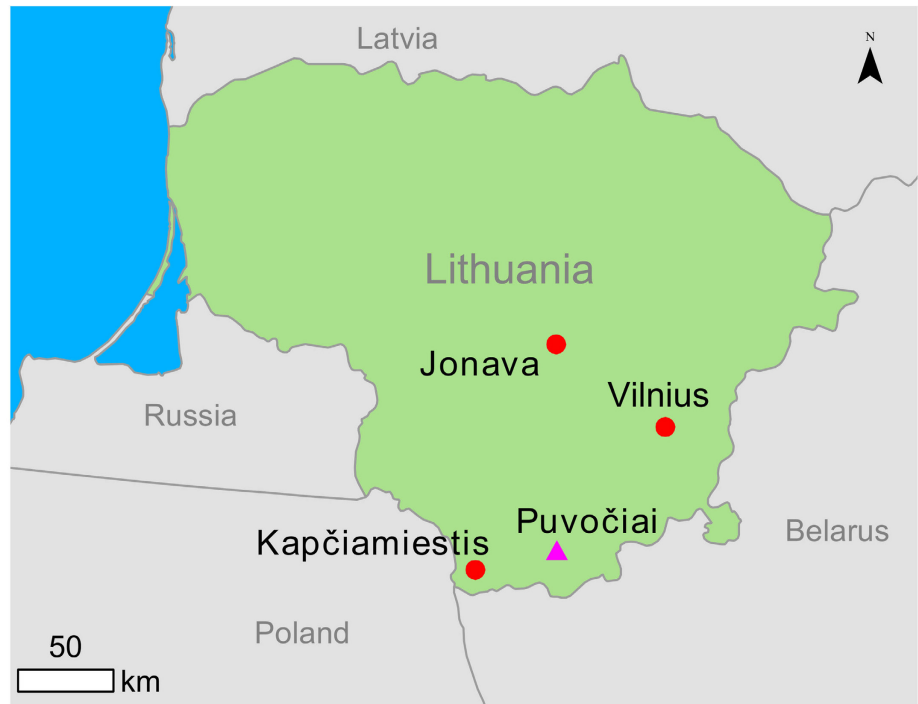 Latvia
N
Lithuania
Jonava
Vilnius
Russia
Puvočiai
Kapčiamiestis
Belarus
Poland
50
km